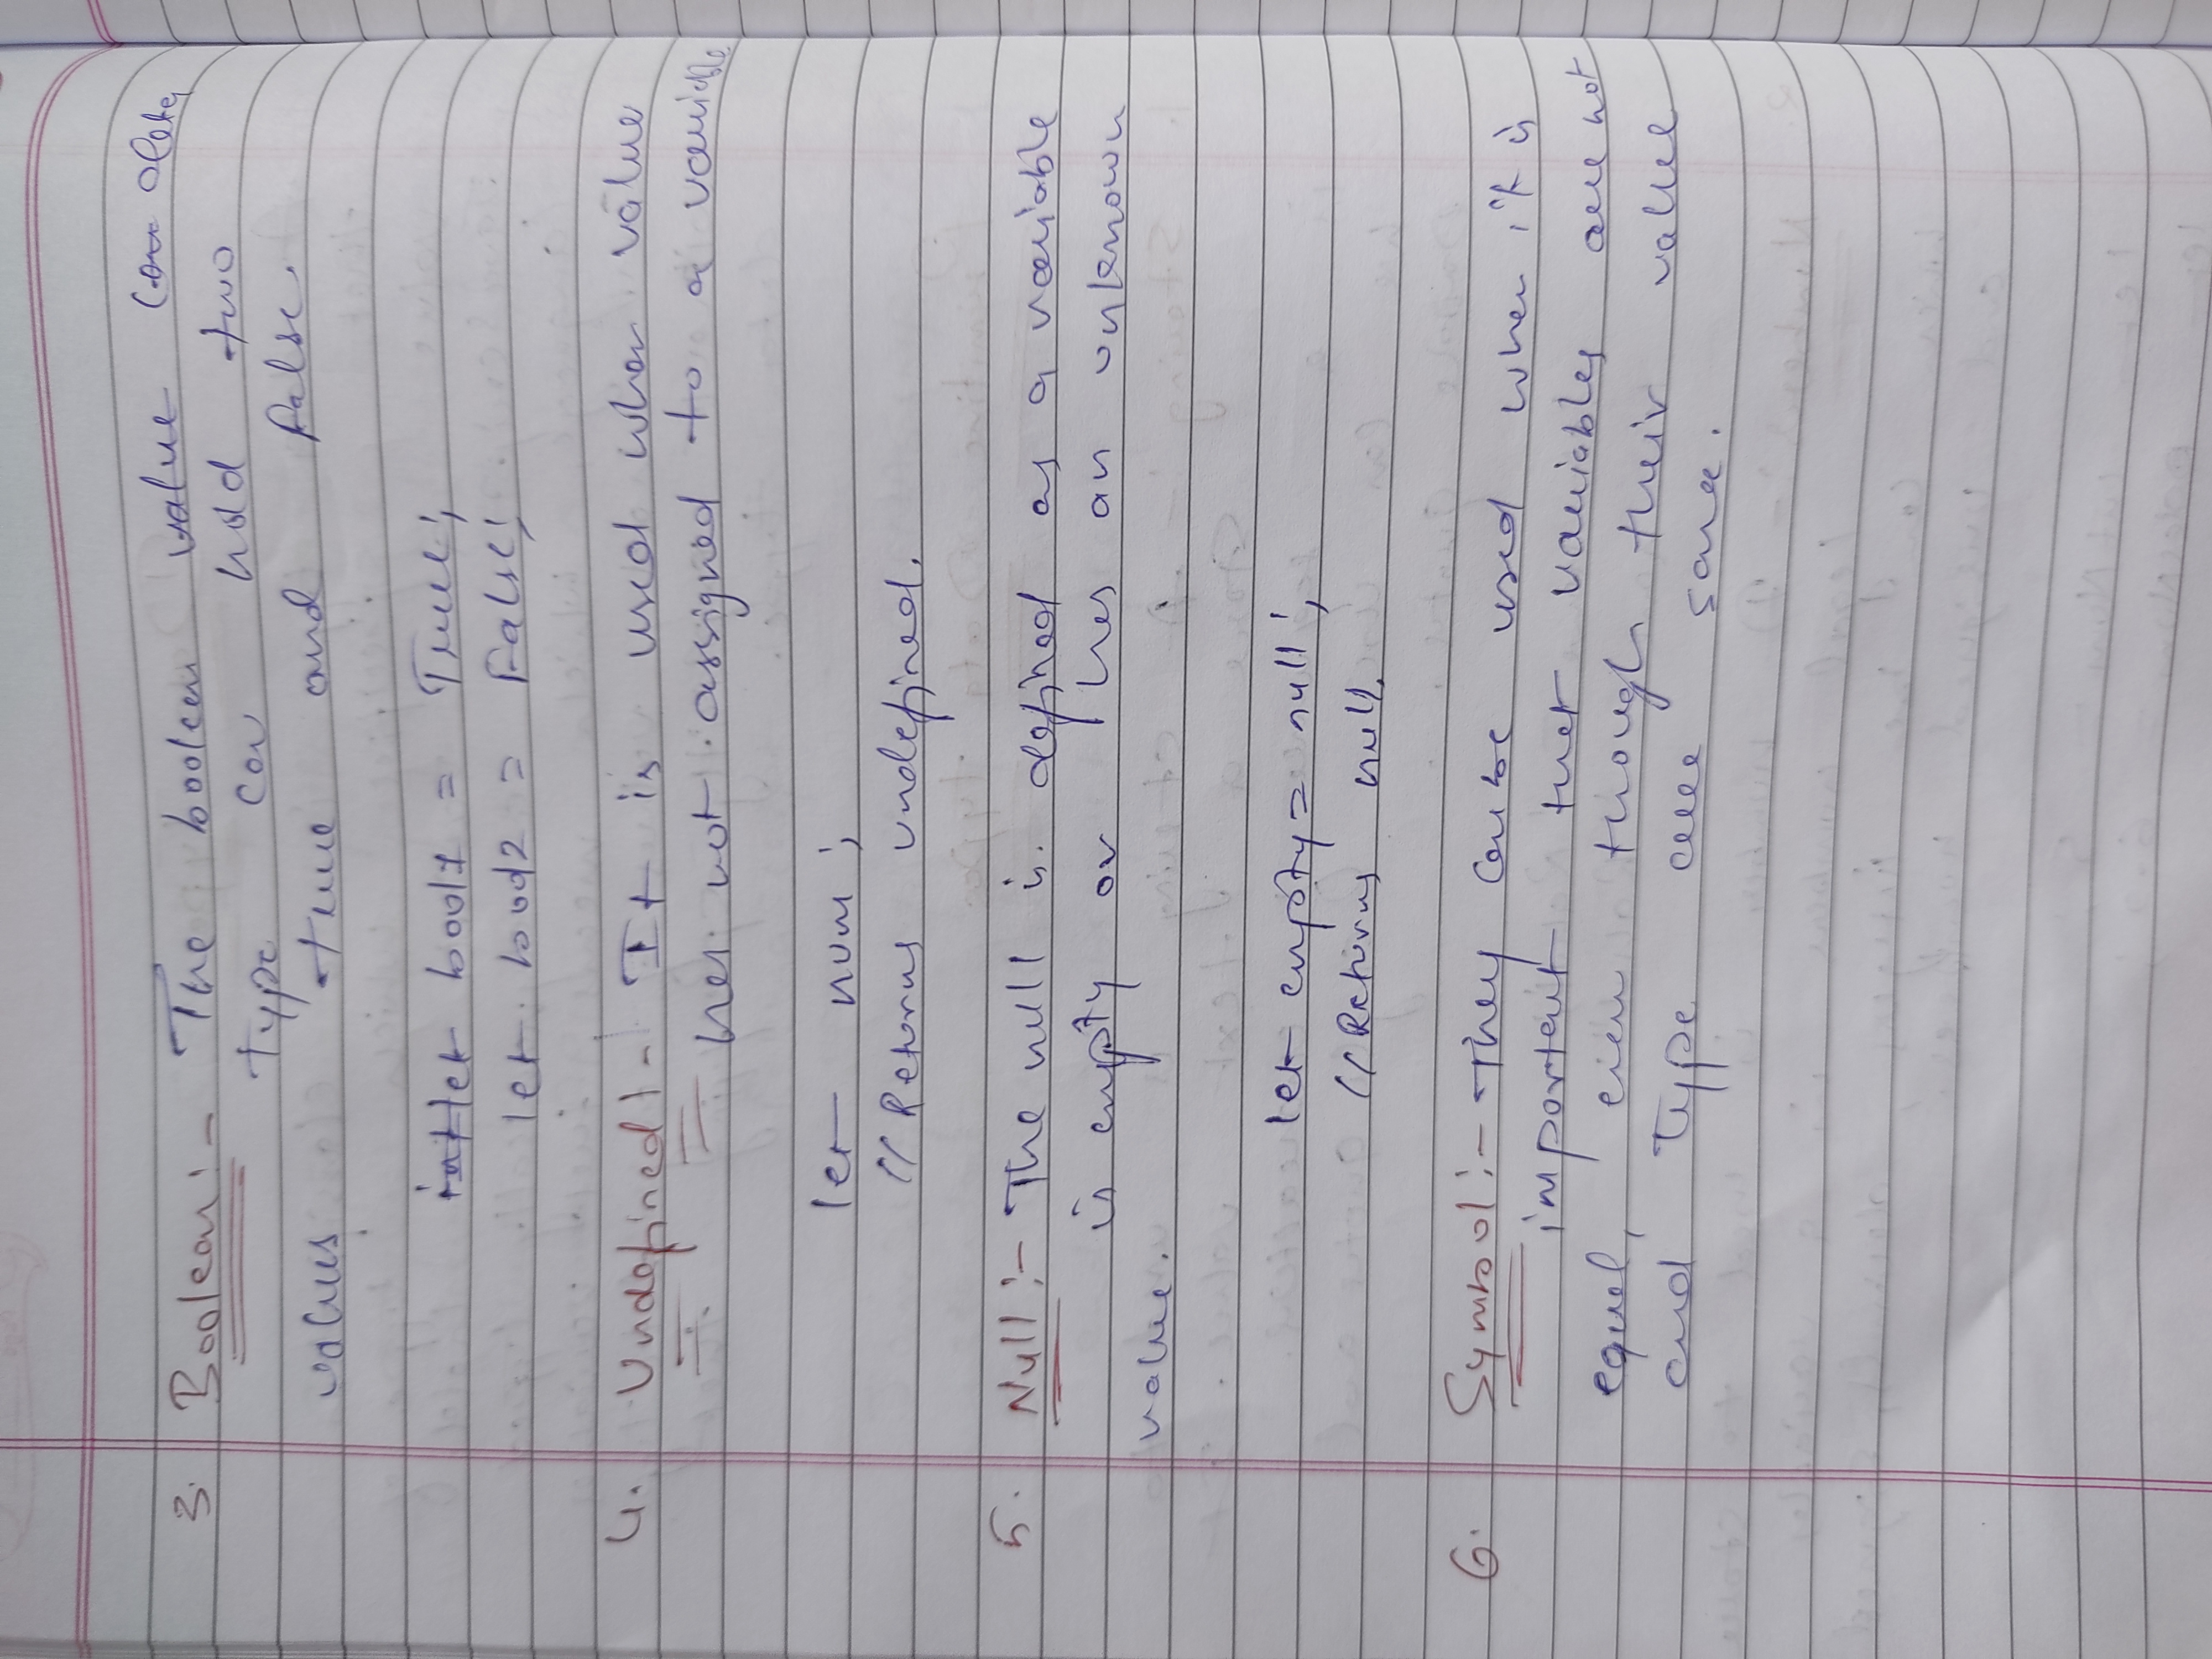 3. Boolean :- The boolean value data
type can hold two
values true and false.
let bool1 = True;
let bool2 = False;
4. Undefined :- It is used when value
has not assigned to a variable
let num ;
// Returns undefined.
5. Null :- The null is defined as a variable
is empty or has an unknown
value.
let empty = null ;
// Returns null.
6. Symbol :- They can be used when it is
important that variables are not
equal, even though their value
and type are same.